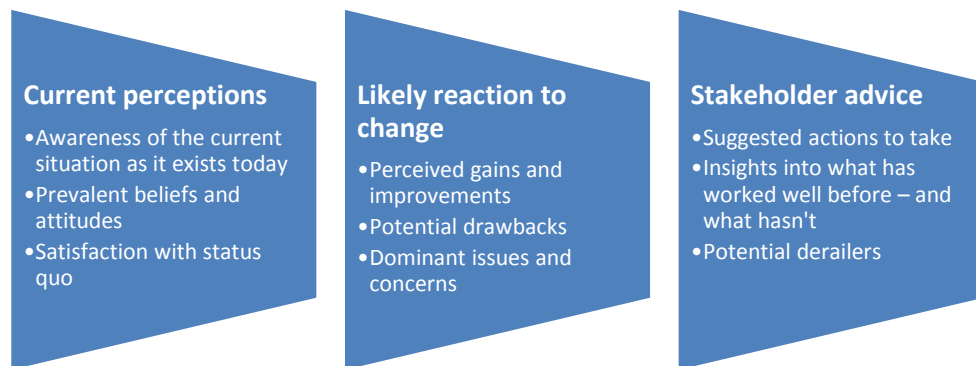 Current perceptions
•Awareness of the current
situation as it exists today
•Prevalent beliefs and
attitudes
•Satisfaction with status
quo
Likely reaction to
change
•Perceived gains and
improvements
•Potential drawbacks
•Dominant issues and
concerns
Stakeholder advice
•Suggested actions to take
•Insights into what has
worked well before – and
what hasn't
•Potential derailers